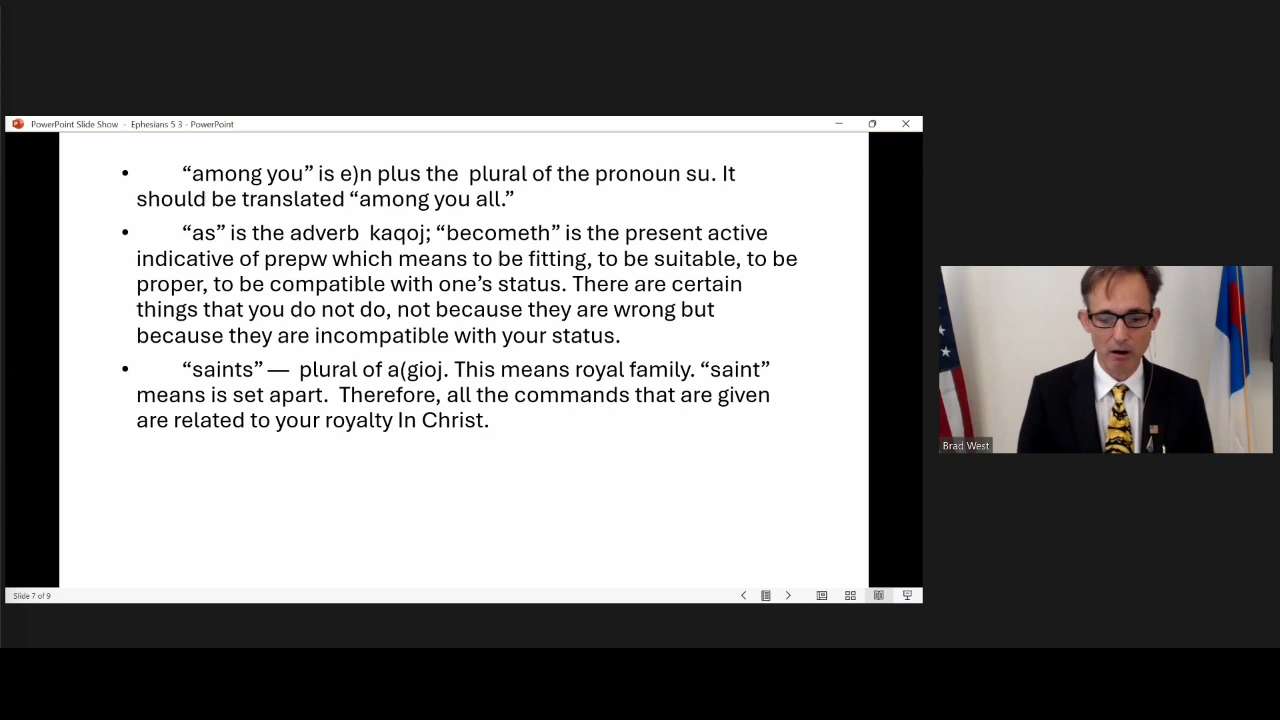 PowerPoint Slide Show - Ephesians 5 3 - PowerPoint
• “among you” is e)n plus the plural of the pronoun su. It
should be translated “among you all.”
• “as” is the adverb kaqoj; “becometh” is the present active
indicative of prepw which means to be fitting, to be suitable, to be
proper, to be compatible with one’s status. There are certain
things that you do not do, not because they are wrong but
because they are incompatible with your status.
• “saints” — plural of a(gioj. This means royal family. “saint”
means is set apart. Therefore, all the commands that are given
are related to your royalty In Christ.
Slide 7 of 9
Brad West